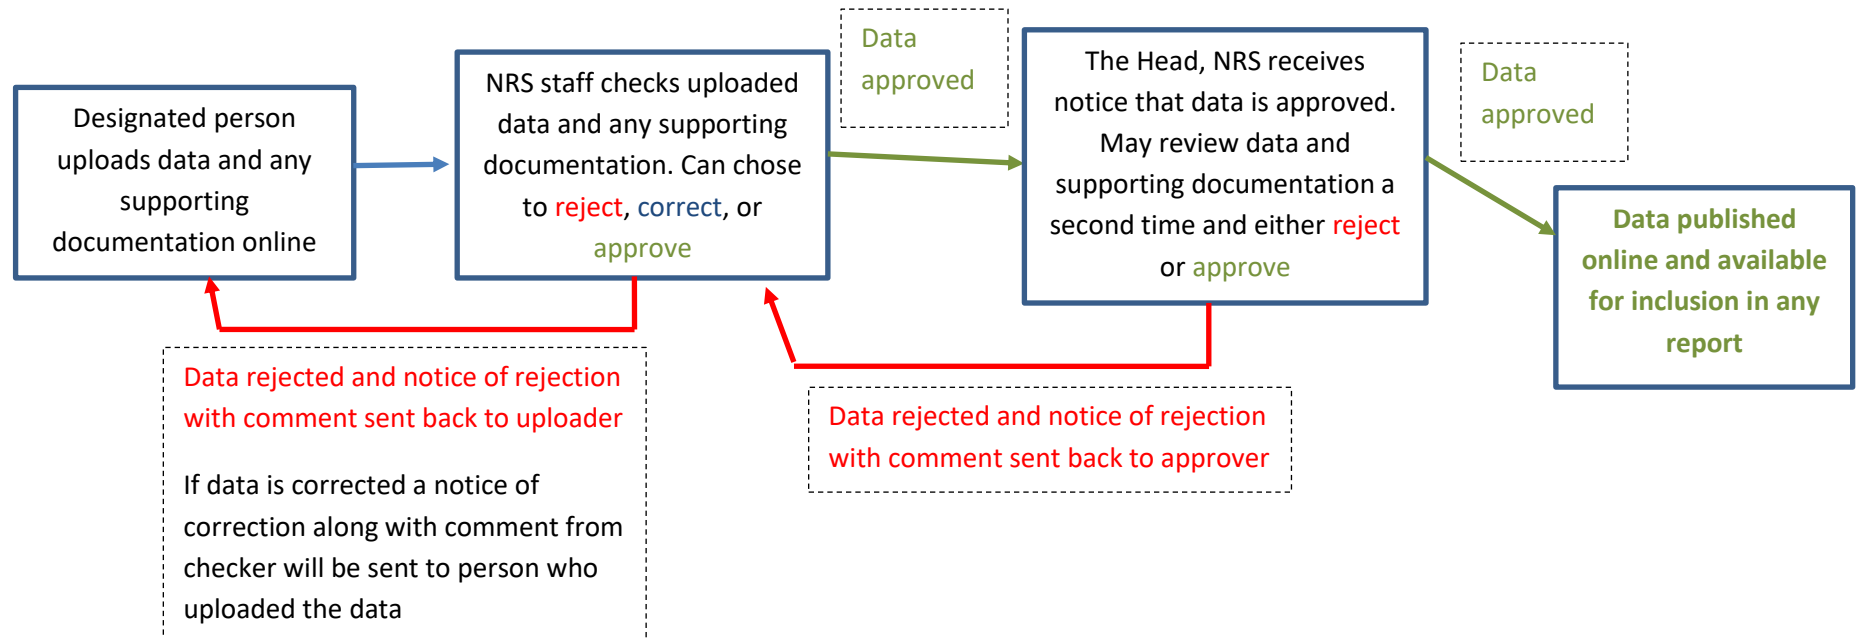 Designated person
uploads data and any
supporting
documentation online
NRS staff checks uploaded
data and any supporting
documentation. Can chose
to reject, correct, or
approve
Data
approved
The Head, NRS receives
notice that data is approved.
May review data and
supporting documentation a
second time and either reject
or approve
Data
approved
Data published
online and available
for inclusion in any
report
Data rejected and notice of rejection
with comment sent back to uploader
If data is corrected a notice of
correction along with comment from
checker will be sent to person who
uploaded the data
Data rejected and notice of rejection
with comment sent back to approver